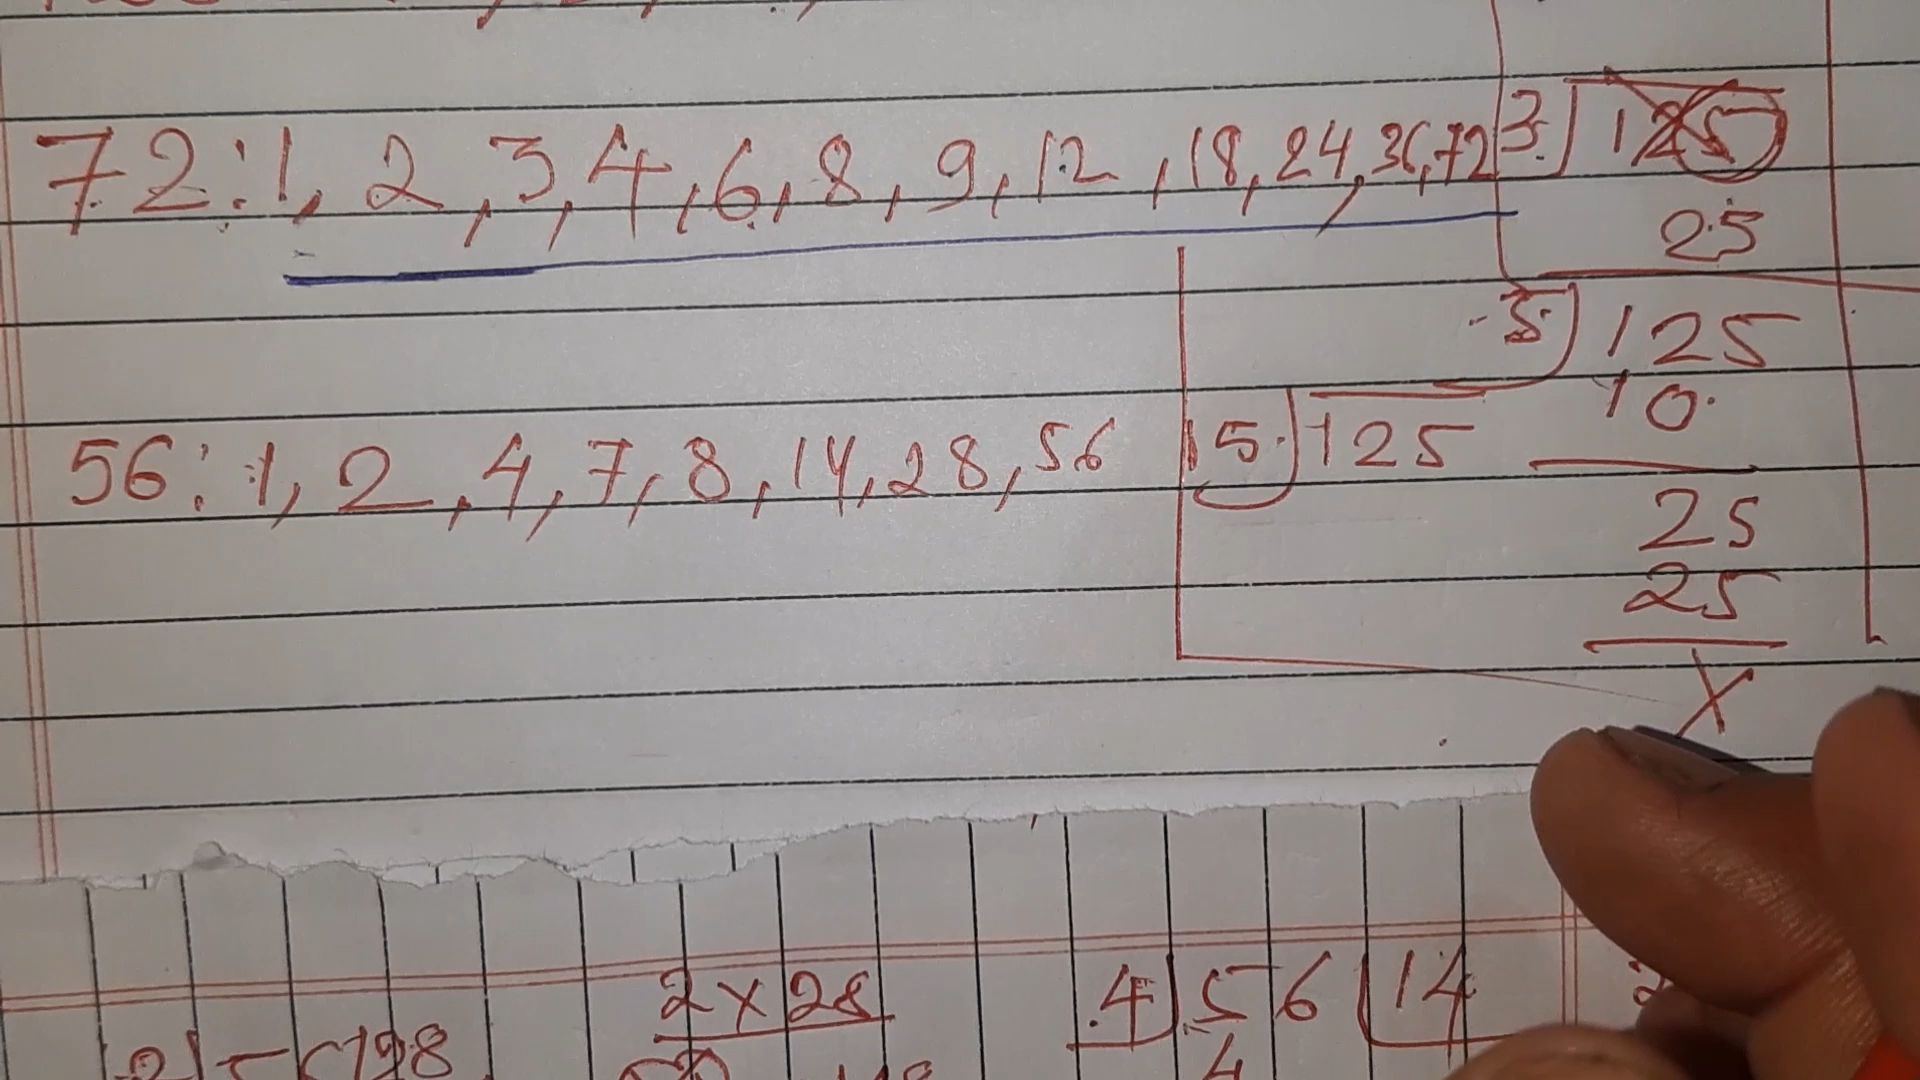 72:1, 2, 3, 4, 6, 8, 9, 12, 18, 24, 36, 72
3) 125
25
5) 125
10
25
25
X
56: 1, 2, 4, 7, 8, 14, 28, 56
15) 125
2 x 28
4) 56 (14
4